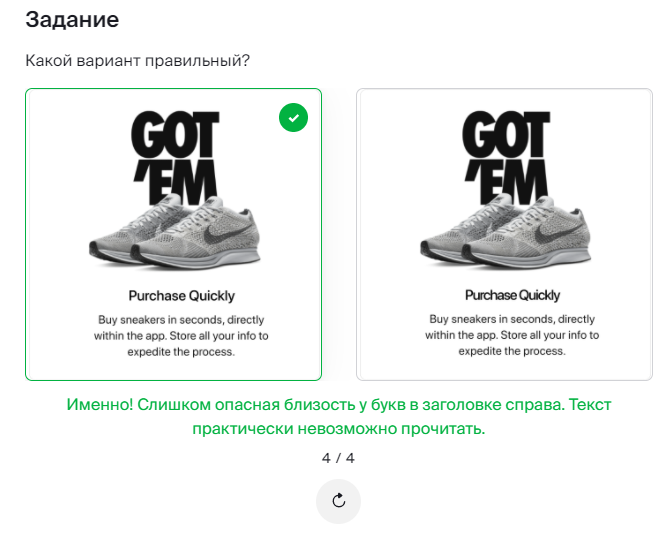 Задание
Какой вариант правильный?
GOT
'EM
Purchase Quickly
Buy sneakers in seconds, directly
within the app. Store all your info to
expedite the process.
GOT
'EM
Purchase Quickly
Buy sneakers in seconds, directly
within the app. Store all your info to
expedite the process.
Именно! Слишком опасная близость у букв в заголовке справа. Текст
практически невозможно прочитать.
4 / 4